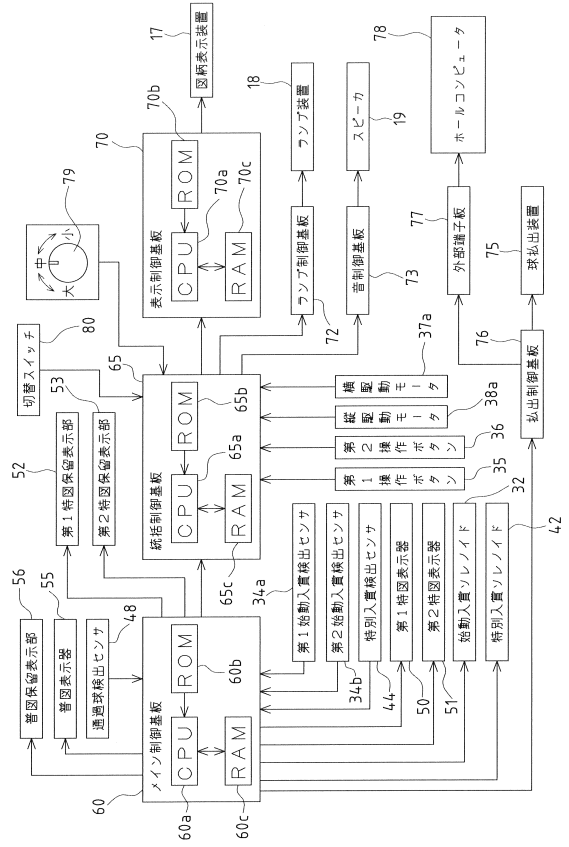 56
普図保留表示部
55
普図表示器
48
通過球検出センサ
52
第1特図保留表示部
53
第2特図保留表示部
80
切替スイッチ
79
大
中
小
60
メイン制御基板
CPU
60a
ROM
60b
RAM
60c
65
統括制御基板
CPU
65a
ROM
65b
RAM
65c
70
表示制御基板
CPU
70a
ROM
70b
RAM
70c
17
図柄表示装置
72
ランプ制御基板
18
ランプ装置
73
音制御基板
19
スピーカ
34a
第1始動入賞検出センサ
34b
第2始動入賞検出センサ
44
特別入賞検出センサ
50
第1特図表示器
51
第2特図表示器
32
始動入賞ソレノイド
42
特別入賞ソレノイド
35
第1操作ボタン
36
第2操作ボタン
38a
縦駆動モータ
37a
横駆動モータ
76
払出制御基板
75
球払出装置
77
外部端子板
78
ホールコンピュータ